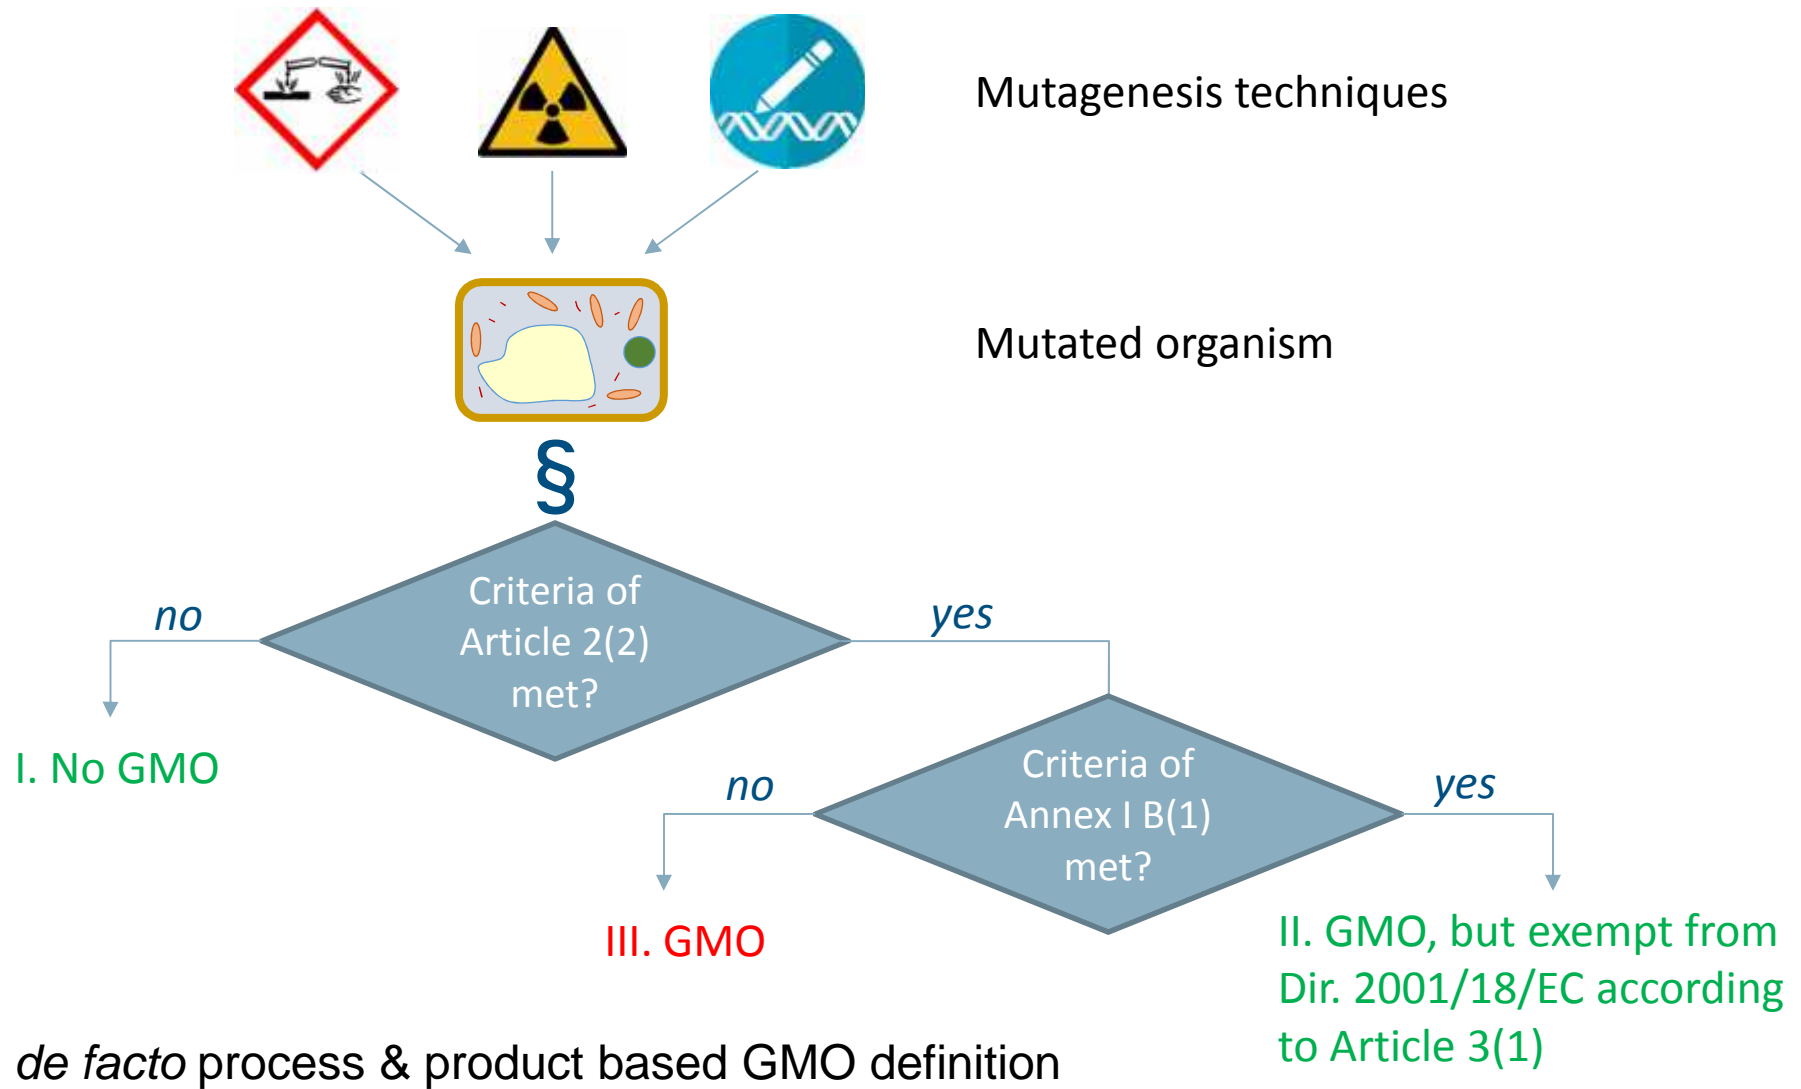 Mutagenesis techniques
Mutated organism
§
Criteria of
Article 2(2)
met?
no
yes
I. No GMO
Criteria of
Annex I B(1)
met?
no
yes
III. GMO
II. GMO, but exempt from
Dir. 2001/18/EC according
to Article 3(1)
de facto process & product based GMO definition